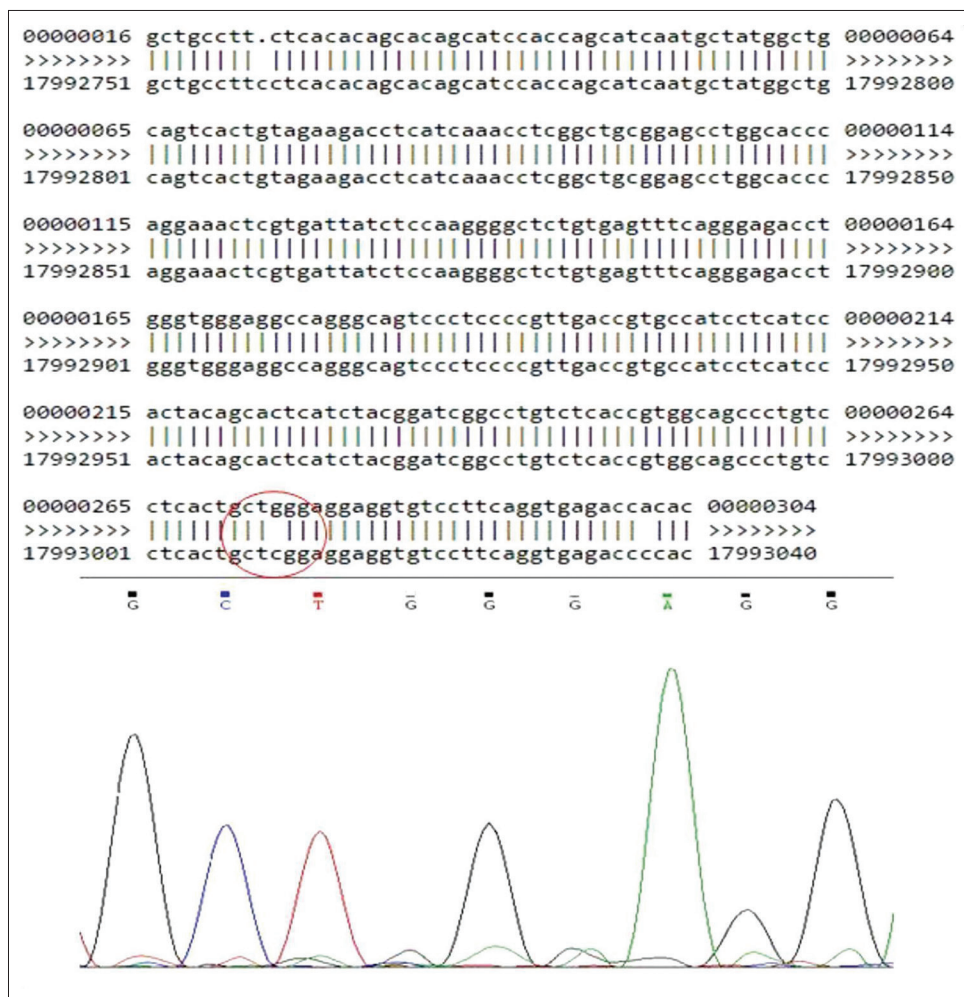 00000016 gctgccttt.ctcacacagcacagcatccaccagcatcaatgctatggctg 00000064
>>>>>>>> ||||||||| |||||||||||||||||||||||||||||||||||||||| >>>>>>>>
17992751 gctgccttcctcacacagcacagcatccaccagcatcaatgctatggctg 17992800
00000065 cagtcactgtagaagacctcatcaaacctcggctgcggagcctggcaccc 00000114
>>>>>>>> |||||||||||||||||||||||||||||||||||||||||||||||||| >>>>>>>>
17992801 cagtcactgtagaagacctcatcaaacctcggctgcggagcctggcaccc 17992850
00000115 aggaaactcgtgattatctccaaggggctctgtgagtttcagggagacct 00000164
>>>>>>>> |||||||||||||||||||||||||||||||||||||||||||||||||| >>>>>>>>
17992851 aggaaactcgtgattatctccaaggggctctgtgagtttcagggagacct 17992900
00000165 gggtgggaggccagggcagtccctccccgttgaccgtgccatcctcatcc 00000214
>>>>>>>> |||||||||||||||||||||||||||||||||||||||||||||||||| >>>>>>>>
17992901 gggtgggaggccagggcagtccctccccgttgaccgtgccatcctcatcc 17992950
00000215 actacagcactcatctacggatcggcctgtctcaccgtggcagccctgtc 00000264
>>>>>>>> |||||||||||||||||||||||||||||||||||||||||||||||||| >>>>>>>>
17992951 actacagcactcatctacggatcggcctgtctcaccgtggcagccctgtc 17993000
00000265 ctcactgctgggaggaggtgtccttcaggtgagaccacac 00000304
>>>>>>>> ||||||||| |||||||||||||||||||||||||| ||| >>>>>>>>
17993001 ctcactgctcggaggaggtgtccttcaggtgagaccccac 17993040
G C T G G G A G G